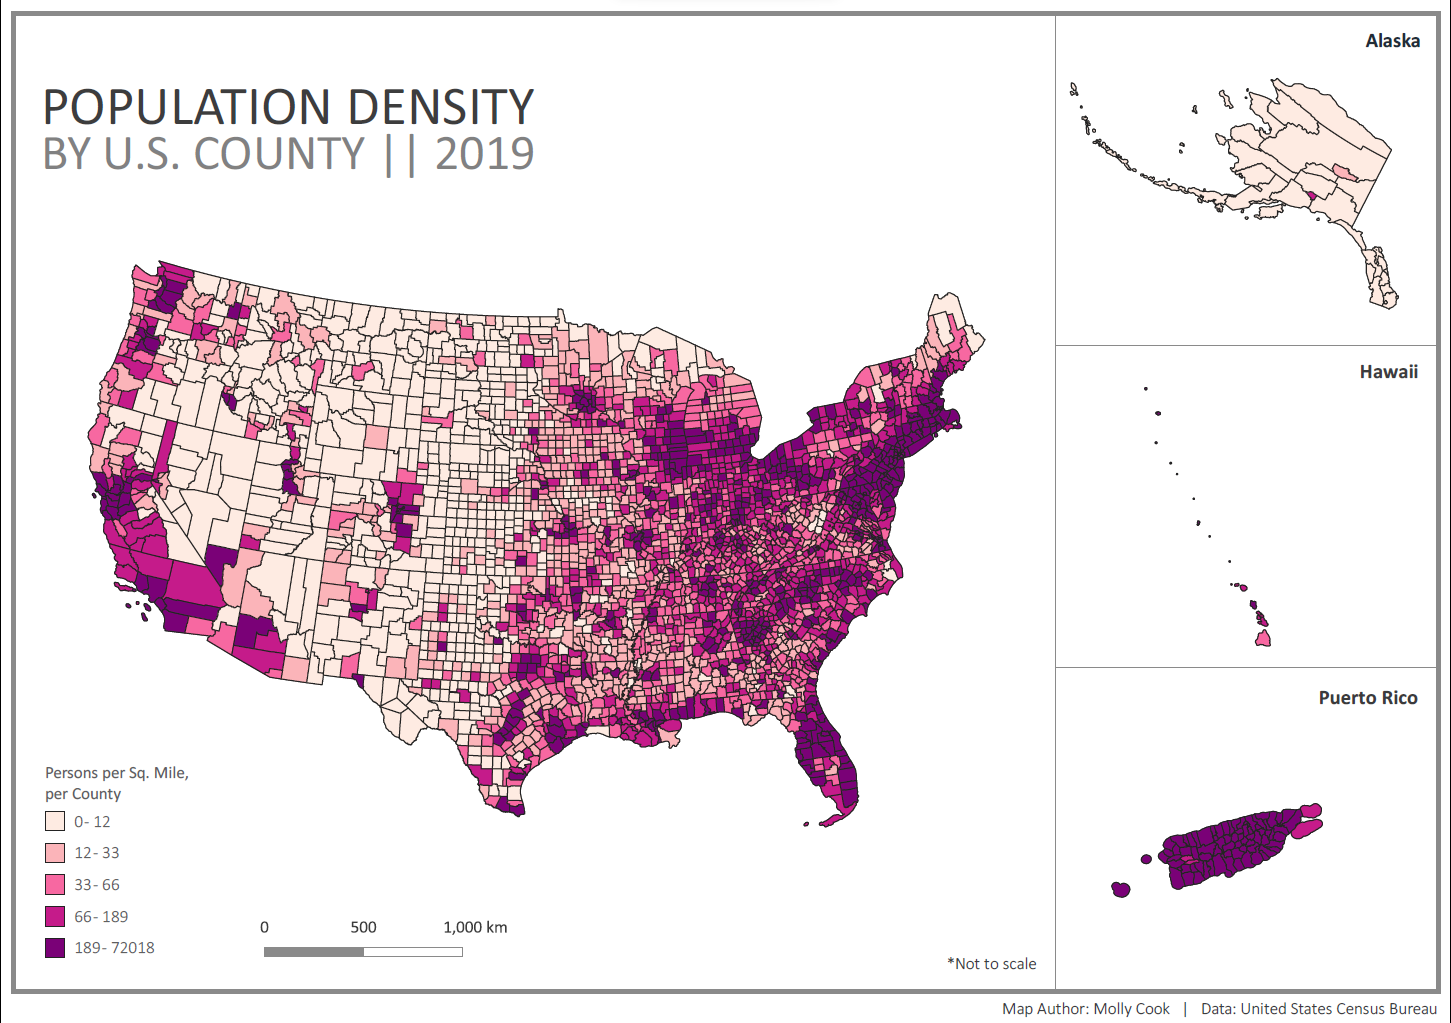 POPULATION DENSITY
BY U.S. COUNTY || 2019
Alaska
Hawaii
Puerto Rico
Persons per Sq. Mile,
per County
0- 12
12- 33
33- 66
66- 189
189- 72018
0 500 1,000 km
*Not to scale
Map Author: Molly Cook | Data: United States Census Bureau